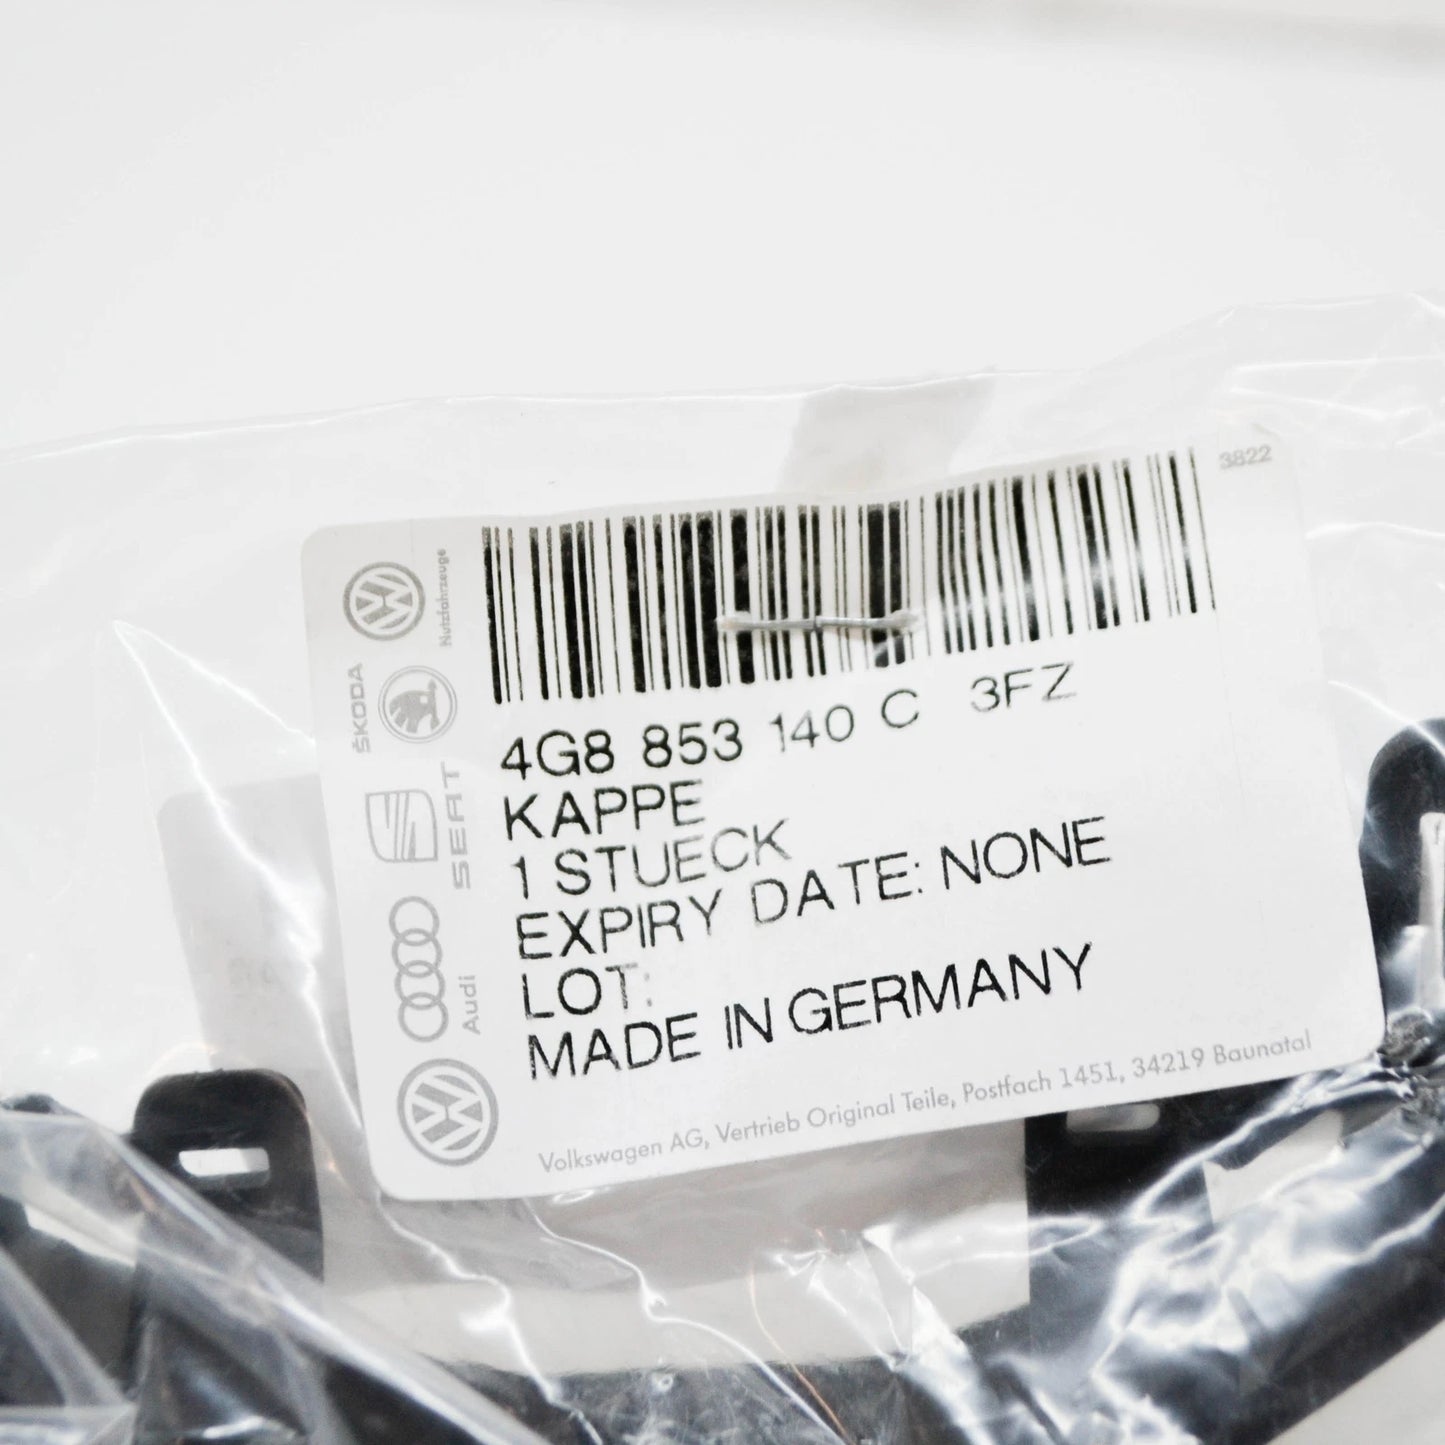 3822
4G8 853 140 C 3FZ
KAPPE
1 STUECK
EXPIRY DATE: NONE
LOT:
MADE IN GERMANY
Volkswagen AG, Vertrieb Original Teile, Postfach 1451, 34219 Baunatal
Nutzfahrzeuge
ŠKODA
SEAT
Audi